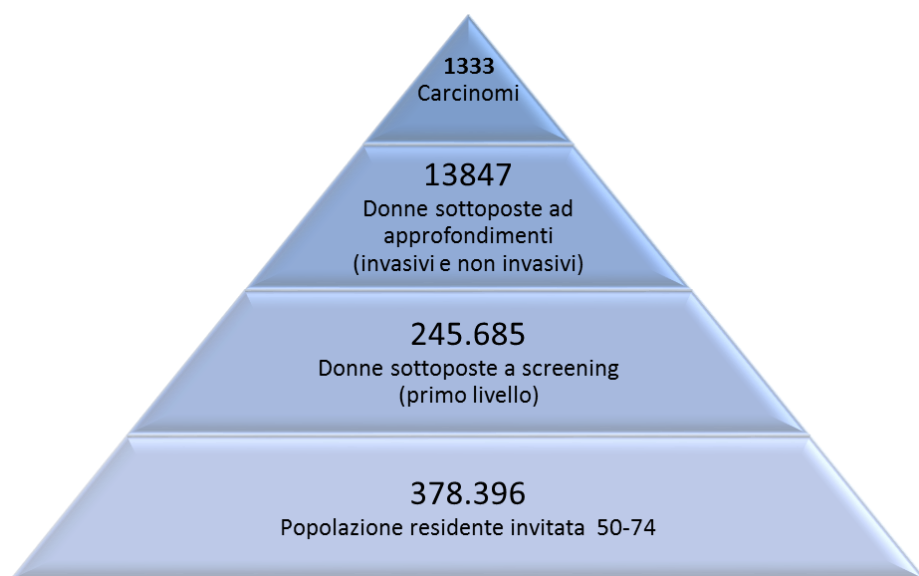 1333
Carcinomi
13847
Donne sottoposte ad
approfondimenti
(invasivi e non invasivi)
245.685
Donne sottoposte a screening
(primo livello)
378.396
Popolazione residente invitata 50-74